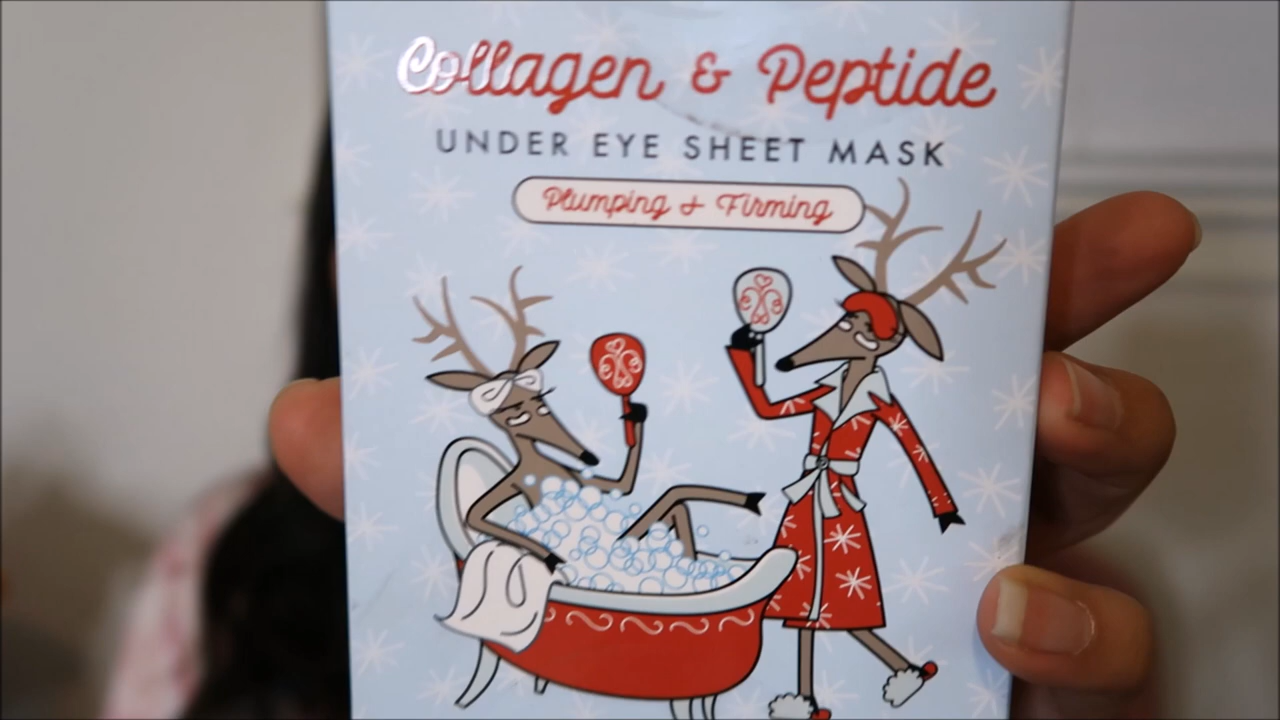 Collagen & Peptide
UNDER EYE SHEET MASK
Plumping & Firming